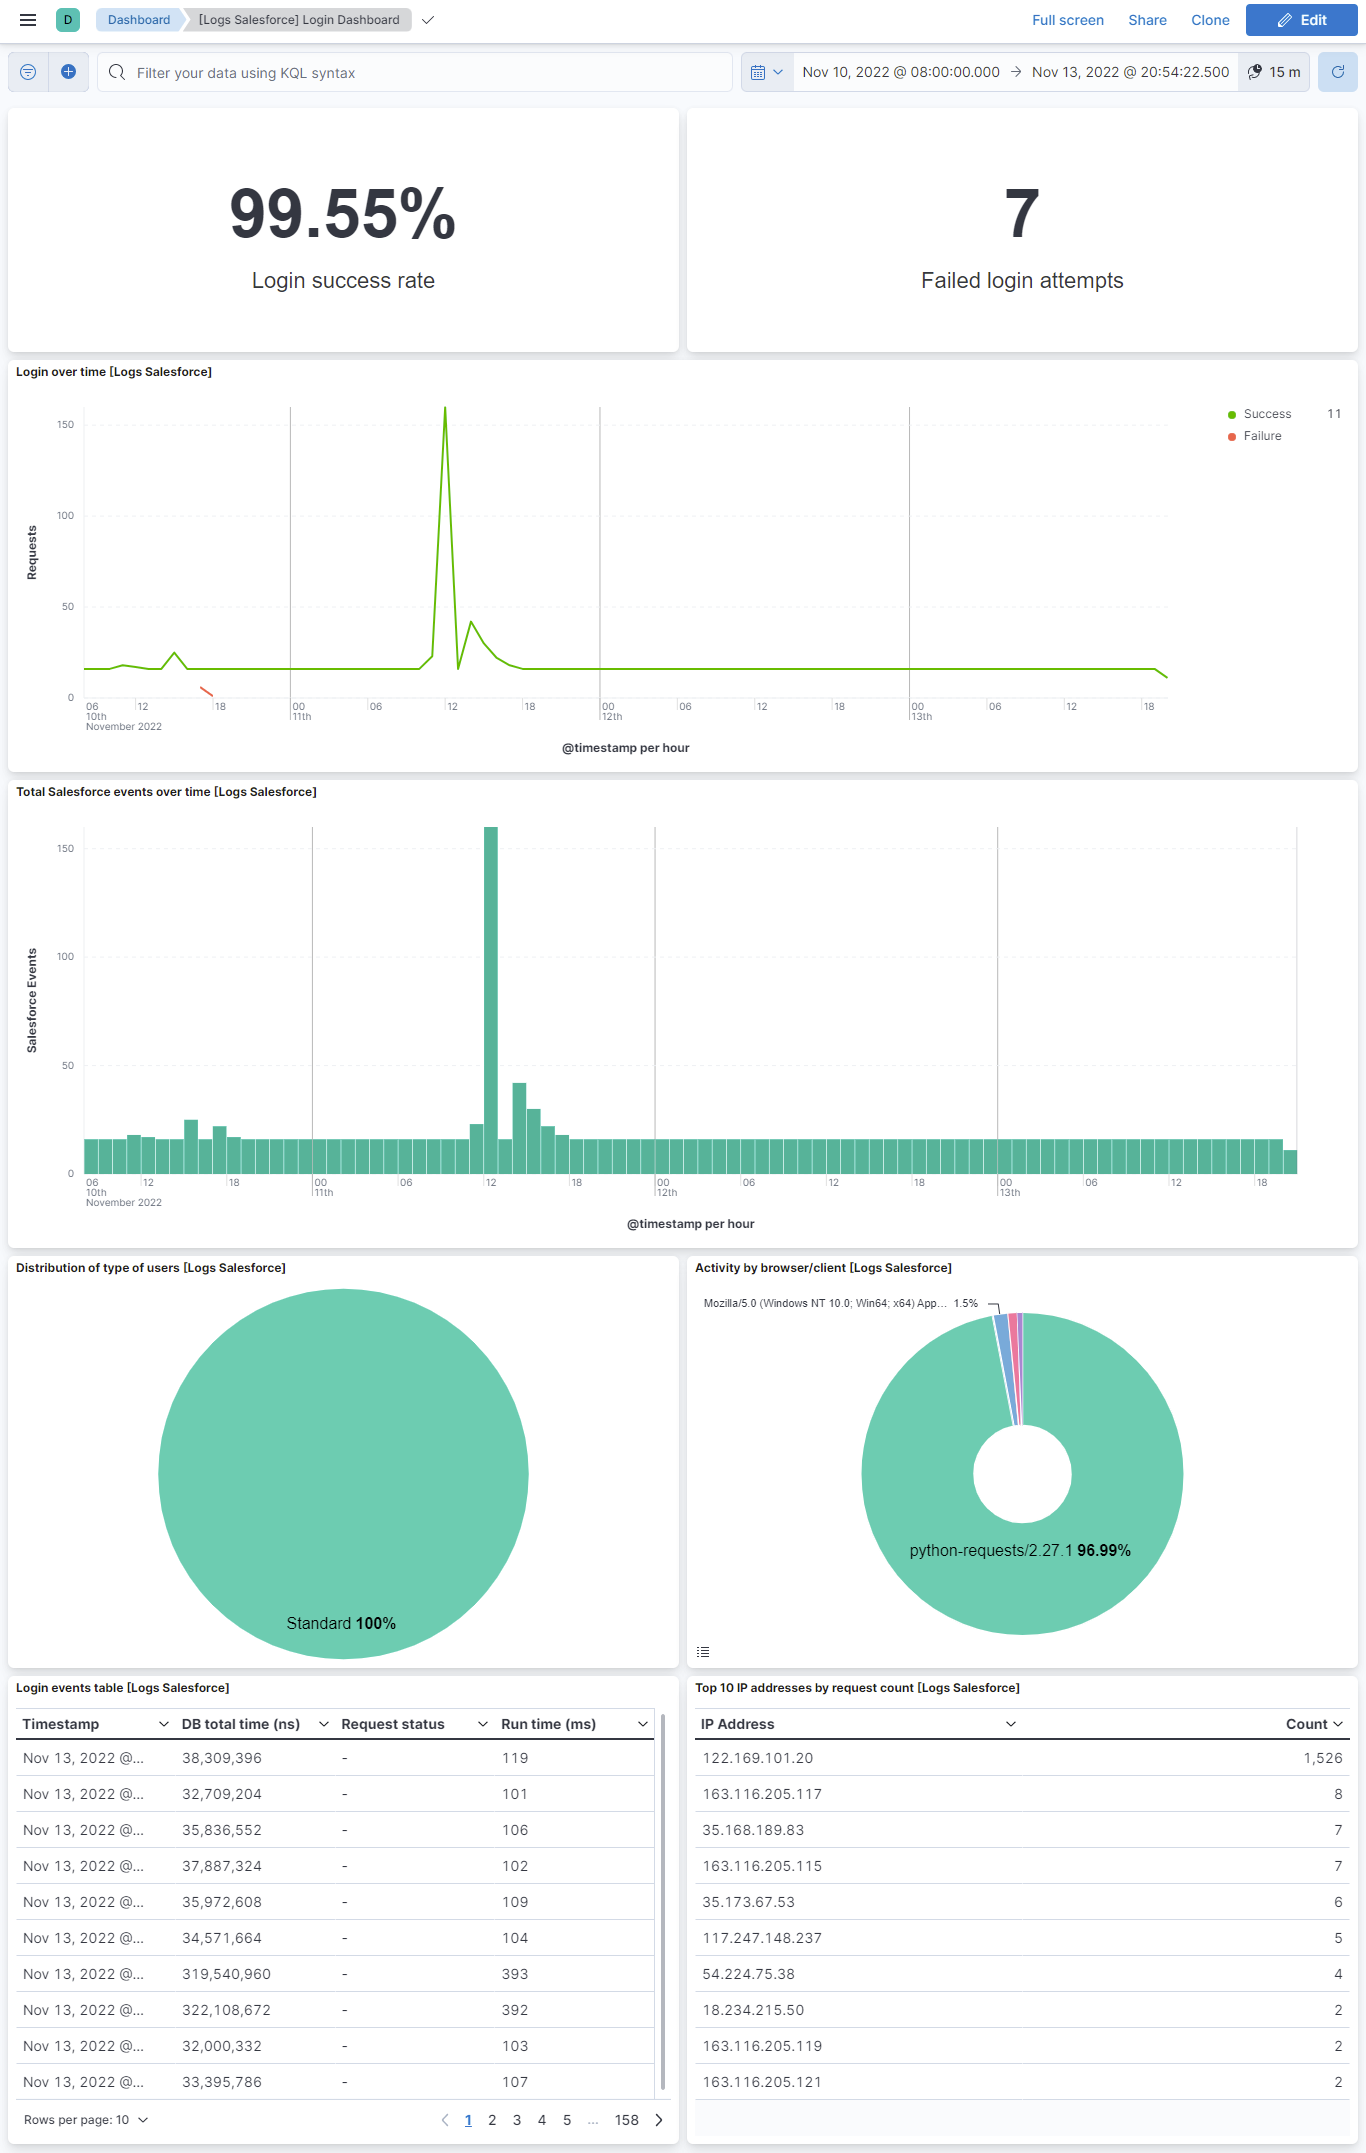 D Dashboard [Logs Salesforce] Login Dashboard Full screen Share Clone Edit
Filter your data using KQL syntax Nov 10, 2022 @ 08:00:00.000 → Nov 13, 2022 @ 20:54:22.500 15 m
99.55%
Login success rate
7
Failed login attempts
Login over time [Logs Salesforce]
Success 11
Failure
150
100
50
0
Requests
06 12 18 00 06 12 18 00 06 12 18 00 06 12 18
10th 11th 12th 13th
November 2022
@timestamp per hour
Total Salesforce events over time [Logs Salesforce]
150
100
50
0
Salesforce Events
06 12 18 00 06 12 18 00 06 12 18 00 06 12 18
10th 11th 12th 13th
November 2022
@timestamp per hour
Distribution of type of users [Logs Salesforce]
Standard 100%
Activity by browser/client [Logs Salesforce]
Mozilla/5.0 (Windows NT 10.0; Win64; x64) App... 1.5%
python-requests/2.27.1 96.99%
Login events table [Logs Salesforce]
Timestamp DB total time (ns) Request status Run time (ms)
Nov 13, 2022 @... 38,309,396 - 119
Nov 13, 2022 @... 32,709,204 - 101
Nov 13, 2022 @... 35,836,552 - 106
Nov 13, 2022 @... 37,887,324 - 102
Nov 13, 2022 @... 35,972,608 - 109
Nov 13, 2022 @... 34,571,664 - 104
Nov 13, 2022 @... 319,540,960 - 393
Nov 13, 2022 @... 322,108,672 - 392
Nov 13, 2022 @... 32,000,332 - 103
Nov 13, 2022 @... 33,395,786 - 107
Rows per page: 10 1 2 3 4 5 ... 158
Top 10 IP addresses by request count [Logs Salesforce]
IP Address Count
122.169.101.20 1,526
163.116.205.117 8
35.168.189.83 7
163.116.205.115 7
35.173.67.53 6
117.247.148.237 5
54.224.75.38 4
18.234.215.50 2
163.116.205.119 2
163.116.205.121 2